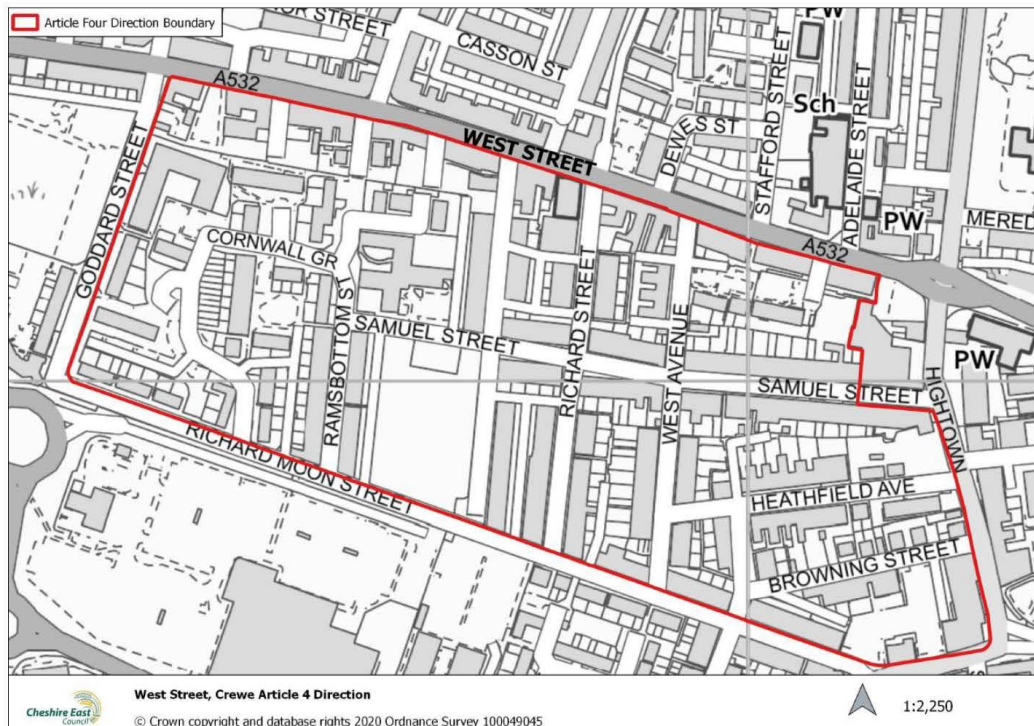 Article Four Direction Boundary
OR STREET
CASSON ST
PW
A532
Sch
STAFFORD STREET
ADELAIDE STREET
DEWES ST
WEST STREET
GODDARD STREET
PW
MERED
A532
CORNWALL GR
RAMSBOTTOM ST
SAMUEL STREET
RICHARD STREET
WEST AVENUE
PW
SAMUEL STREET
HIGHTOWN
RICHARD MOON STREET
HEATHFIELD AVE
BROWNING STREET
Cheshire East
Council
West Street, Crewe Article 4 Direction
© Crown copyright and database rights 2020 Ordnance Survey 100049045
1:2,250